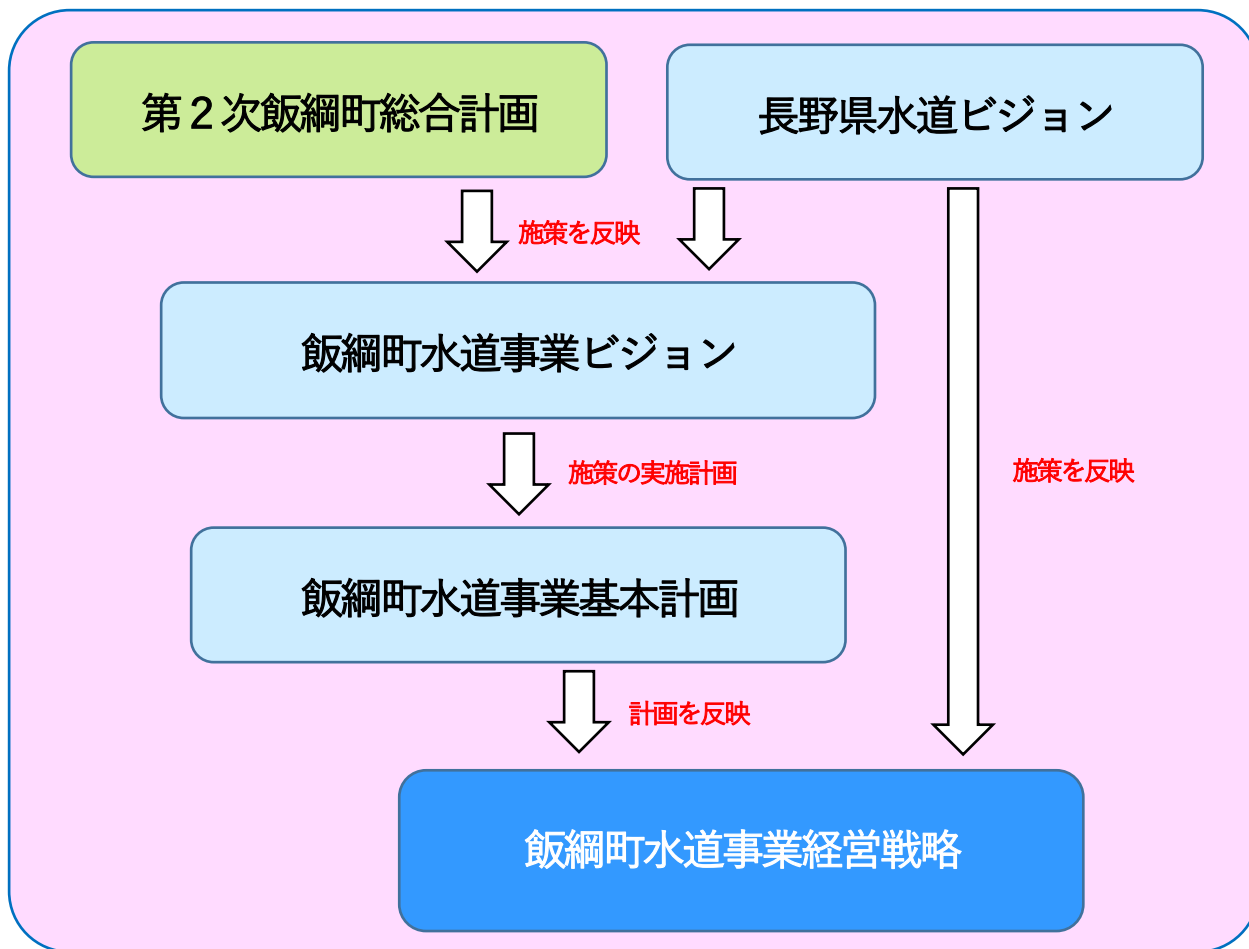 第２次飯綱町総合計画
長野県水道ビジョン
施策を反映
飯綱町水道事業ビジョン
施策の実施計画
施策を反映
飯綱町水道事業基本計画
計画を反映
飯綱町水道事業経営戦略